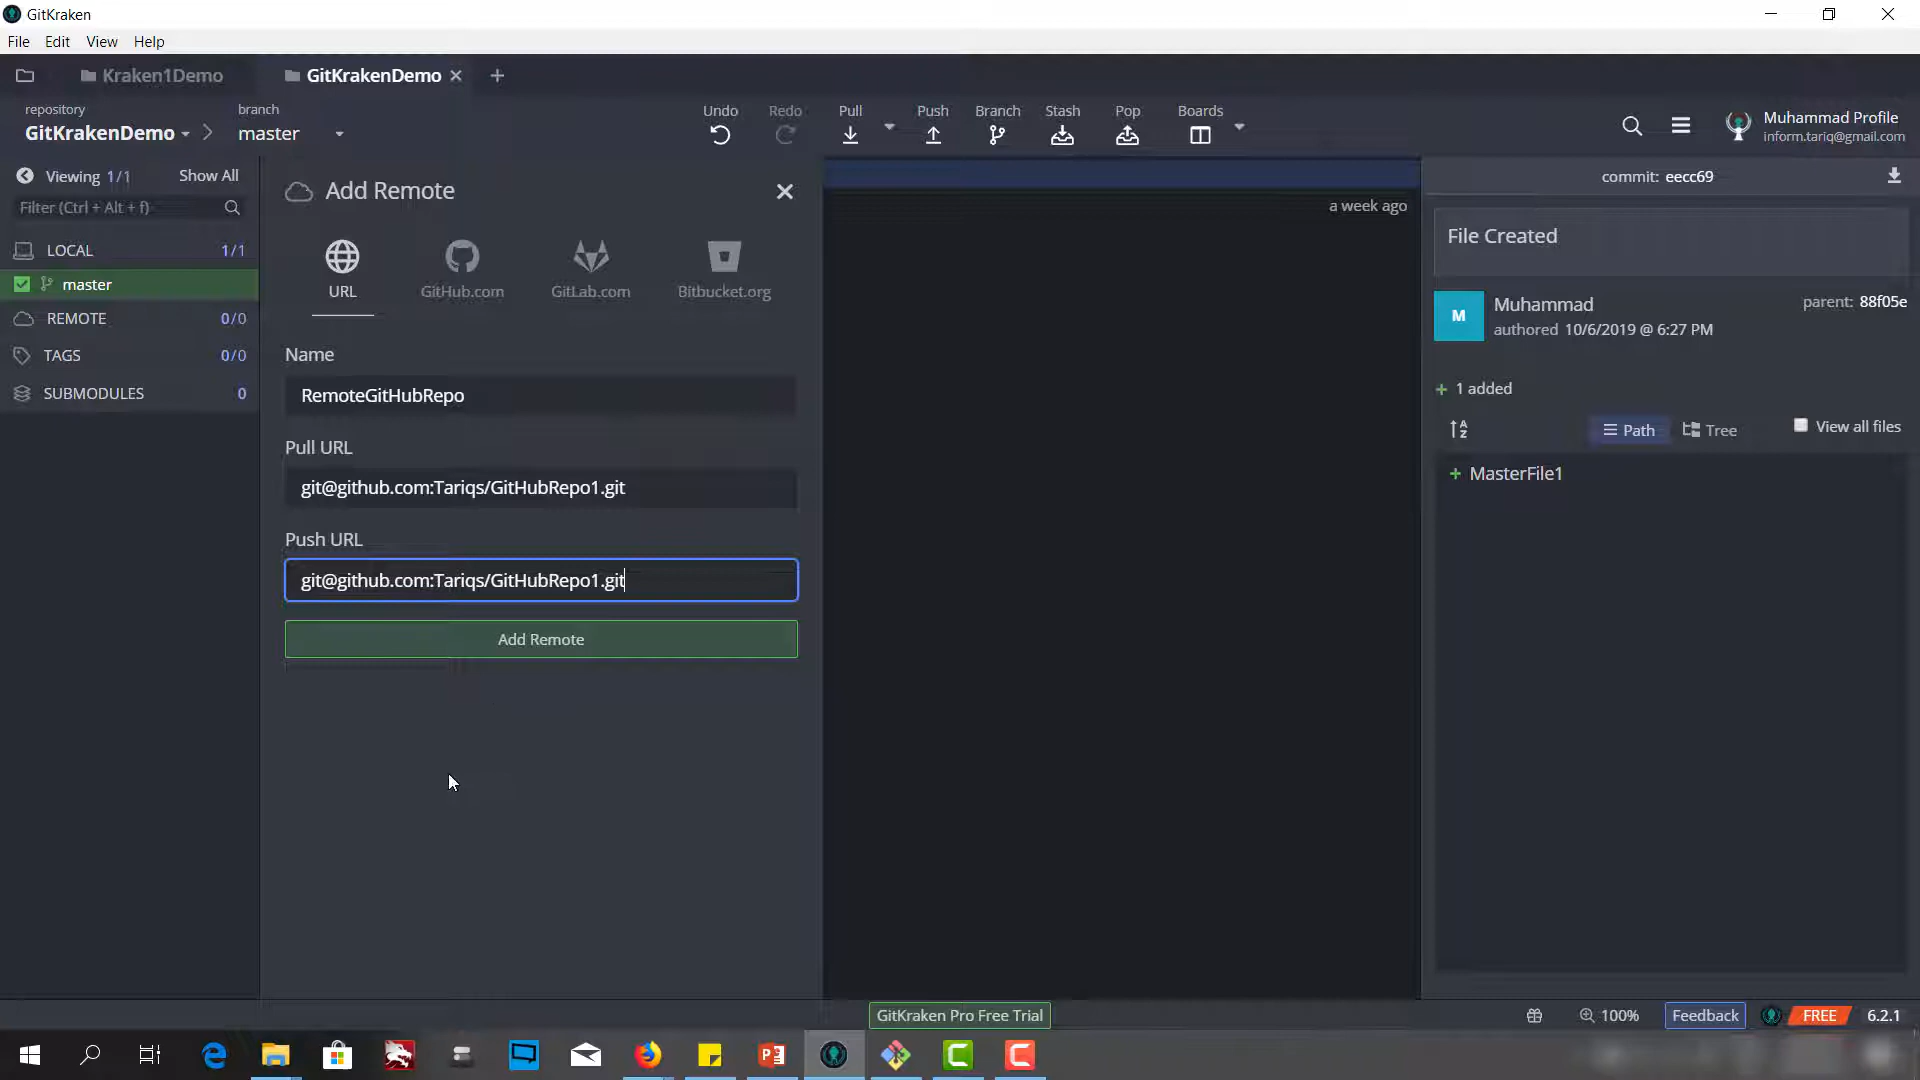 GitKraken
File Edit View Help
Kraken1Demo
GitKrakenDemo
repository
GitKrakenDemo
branch
master
Undo
Redo
Pull
Push
Branch
Stash
Pop
Boards
Muhammad Profile
inform.tariq@gmail.com
Viewing 1/1
Show All
Filter (Ctrl + Alt + f)
LOCAL 1/1
master
REMOTE 0/0
TAGS 0/0
SUBMODULES 0
Add Remote
URL
GitHub.com
GitLab.com
Bitbucket.org
Name
RemoteGitHubRepo
Pull URL
git@github.com:Tariqs/GitHubRepo1.git
Push URL
git@github.com:Tariqs/GitHubRepo1.git
Add Remote
a week ago
commit: eecc69
File Created
M
Muhammad
authored 10/6/2019 @ 6:27 PM
parent: 88f05e
+ 1 added
Path
Tree
View all files
+ MasterFile1
GitKraken Pro Free Trial
100%
Feedback
FREE
6.2.1